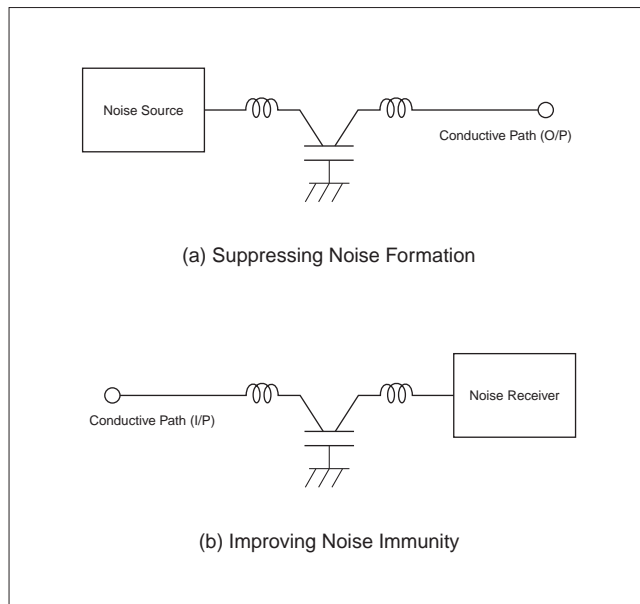 Noise Source
Conductive Path (O/P)
(a) Suppressing Noise Formation
Noise Receiver
Conductive Path (I/P)
(b) Improving Noise Immunity